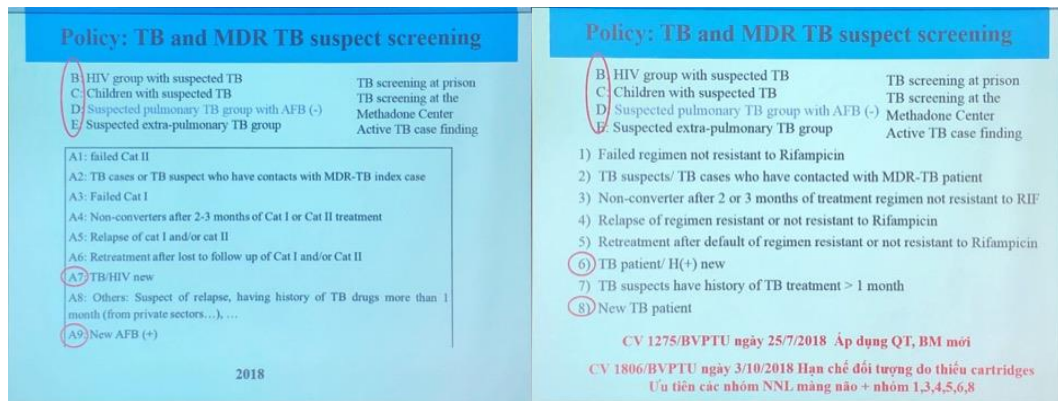 Policy: TB and MDR TB suspect screening
B: HIV group with suspected TB
C: Children with suspected TB
D: Suspected pulmonary TB group with AFB (-)
E: Suspected extra-pulmonary TB group
TB screening at prison
TB screening at the
Methadone Center
Active TB case finding
A1: failed Cat II
A2: TB cases or TB suspect who have contacts with MDR-TB index case
A3: Failed Cat I
A4: Non-converters after 2-3 months of Cat I or Cat II treatment
A5: Relapse of cat I and/or cat II
A6: Retreatment after lost to follow up of Cat I and/or Cat II
A7: TB/HIV new
A8: Others: Suspect of relapse, having history of TB drugs more than 1
month (from private sectors…), …
A9: New AFB (+)
2018
Policy: TB and MDR TB suspect screening
B: HIV group with suspected TB
C: Children with suspected TB
D: Suspected pulmonary TB group with AFB (-)
E: Suspected extra-pulmonary TB group
TB screening at prison
TB screening at the
Methadone Center
Active TB case finding
1) Failed regimen not resistant to Rifampicin
2) TB suspects/ TB cases who have contacted with MDR-TB patient
3) Non-converter after 2 or 3 months of treatment regimen not resistant to RIF
4) Relapse of regimen resistant or not resistant to Rifampicin
5) Retreatment after default of regimen resistant or not resistant to Rifampicin
6) TB patient/ H(+) new
7) TB suspects have history of TB treatment > 1 month
8) New TB patient
CV 1275/BVPTU ngày 25/7/2018 Áp dụng QT, BM mới
CV 1806/BVPTU ngày 3/10/2018 Hạn chế đối tượng do thiếu cartridges
Ưu tiên các nhóm NNL màng não + nhóm 1,3,4,5,6,8